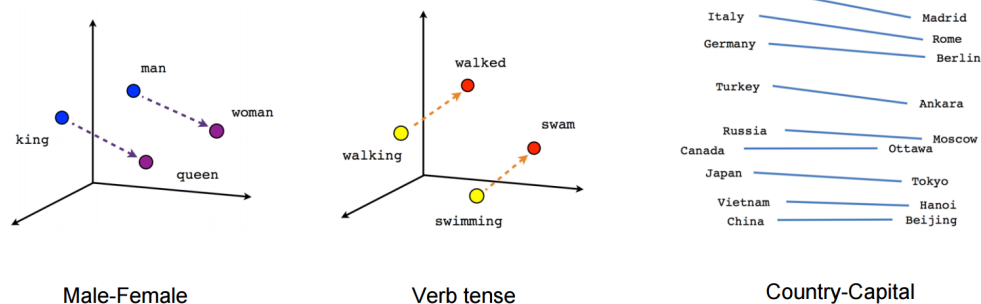 man
woman
king
queen
Male-Female
walked
swam
walking
swimming
Verb tense
Madrid
Italy Rome
Germany Berlin
Turkey Ankara
Russia Moscow
Canada Ottawa
Japan Tokyo
Vietnam Hanoi
China Beijing
Country-Capital